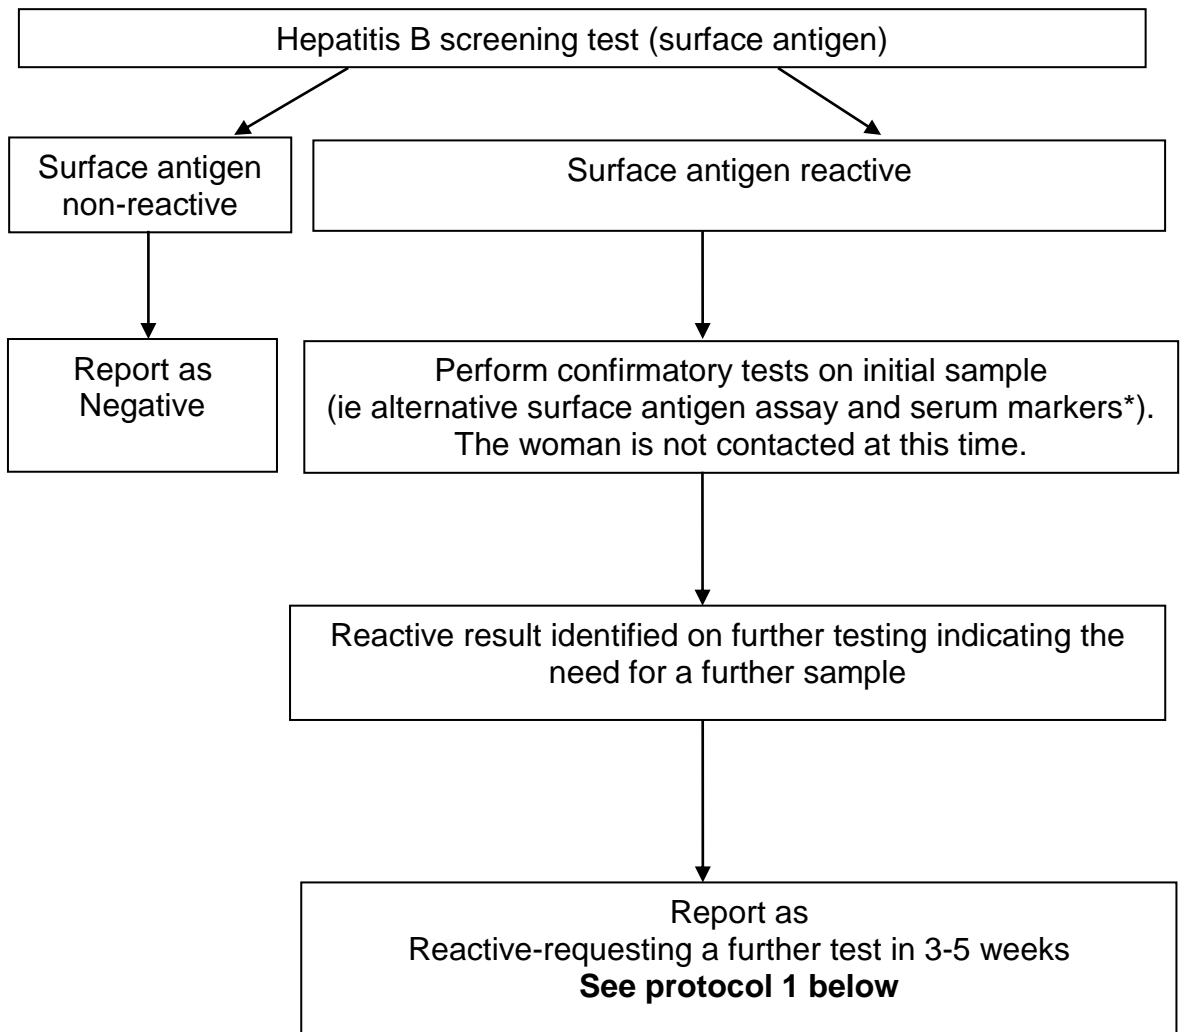 Hepatitis B screening test (surface antigen)
Surface antigen
non-reactive
Surface antigen reactive
Report as
Negative
Perform confirmatory tests on initial sample
(ie alternative surface antigen assay and serum markers*).
The woman is not contacted at this time.
Reactive result identified on further testing indicating the
need for a further sample
Report as
Reactive-requesting a further test in 3-5 weeks
See protocol 1 below